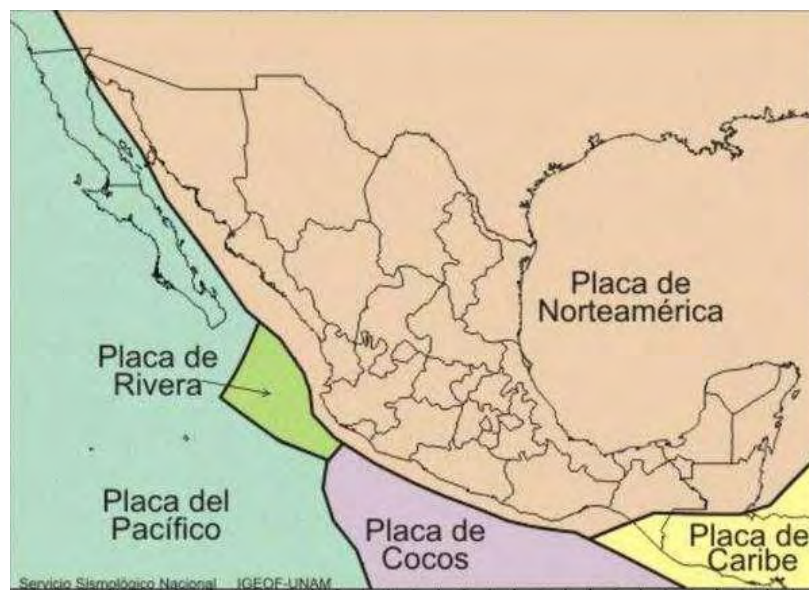 Placa de
Norteamérica
Placa de
Rivera
Placa del
Pacífico
Placa de
Cocos
Placa de
Caribe
Servicio Sismológico Nacional IGEOF-UNAM